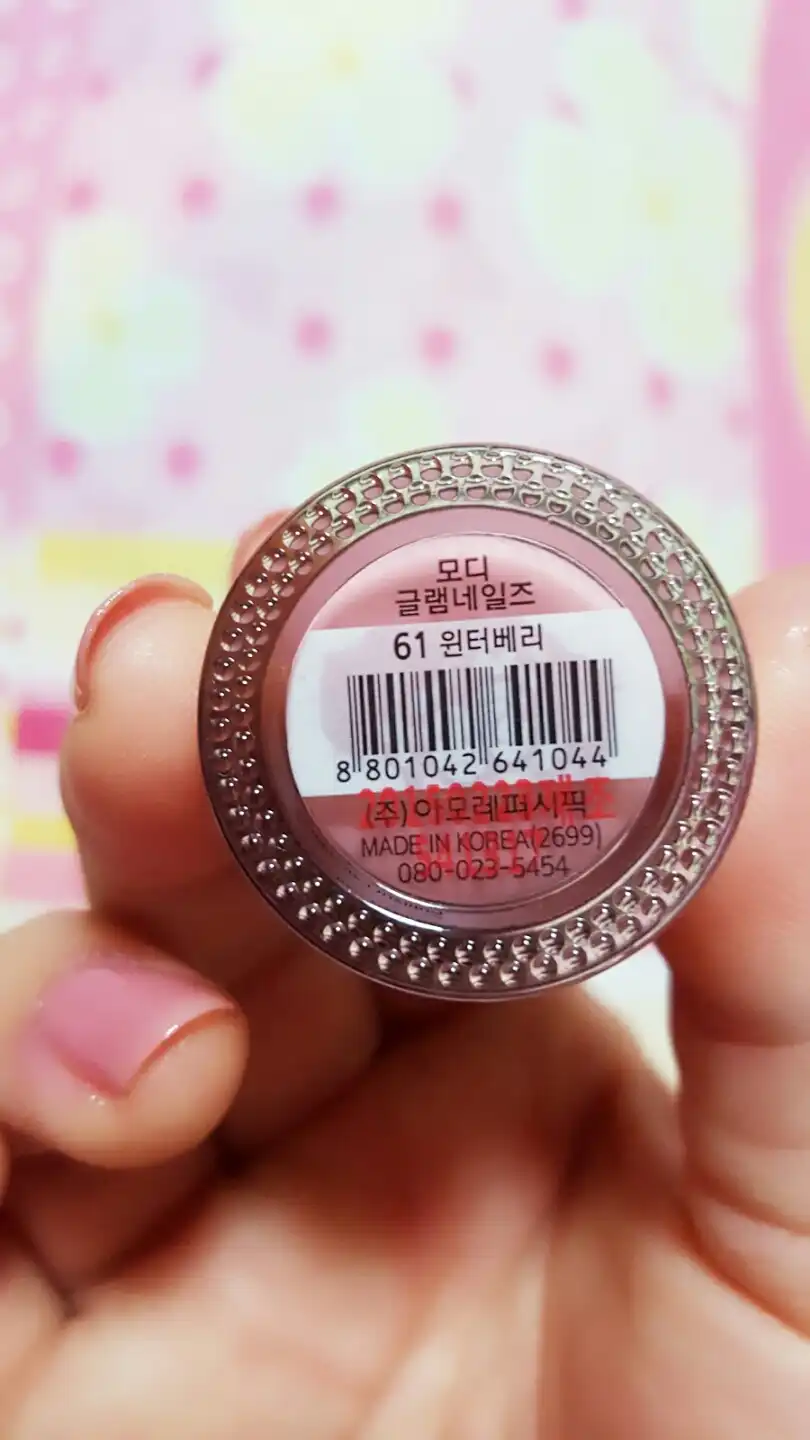 모디
글램네일즈
61 윈터베리
8 801042 641044
(주)아모레퍼시픽
MADE IN KOREA(2699)
080-023-5454